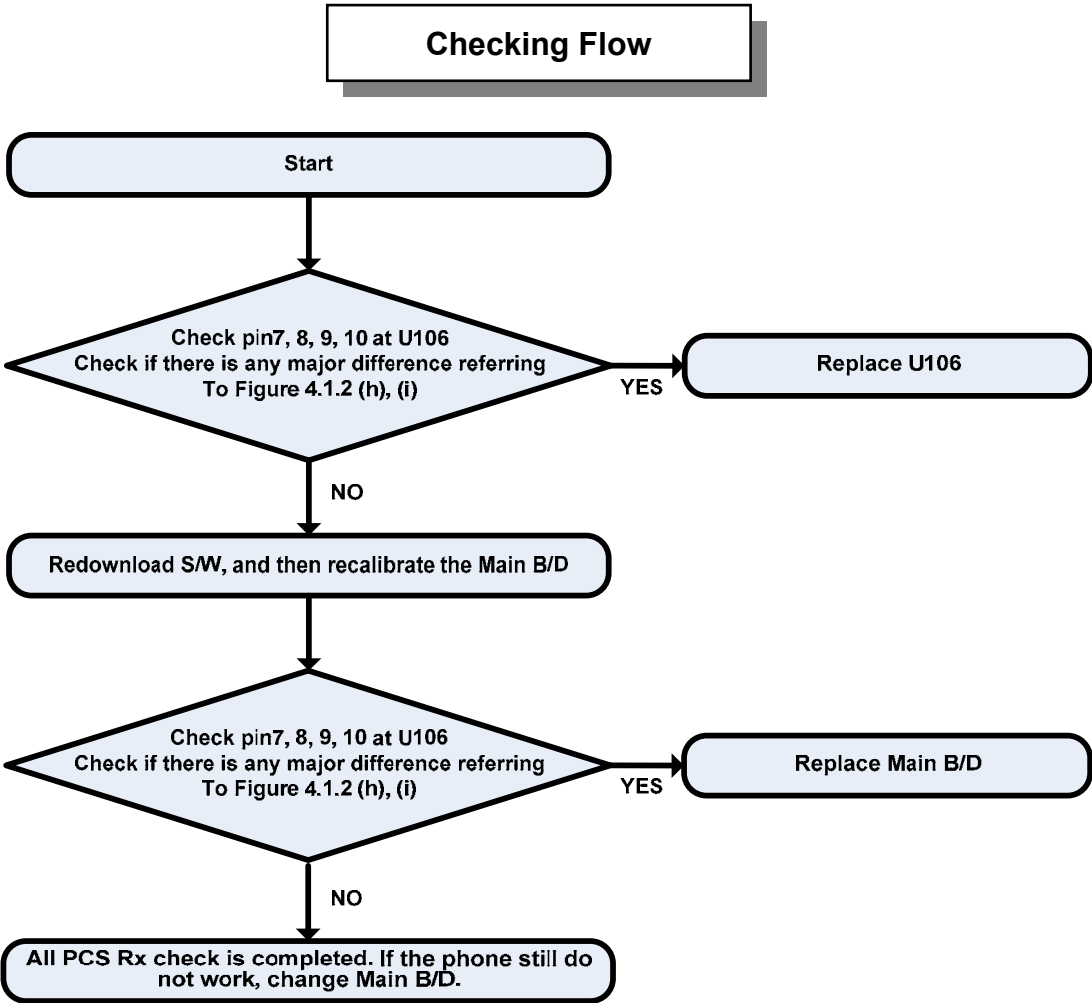 Checking Flow
Start
Check pin7, 8, 9, 10 at U106
Check if there is any major difference referring
To Figure 4.1.2 (h), (i)
YES
Replace U106
NO
Redownload S/W, and then recalibrate the Main B/D
Check pin7, 8, 9, 10 at U106
Check if there is any major difference referring
To Figure 4.1.2 (h), (i)
YES
Replace Main B/D
NO
All PCS Rx check is completed. If the phone still do
not work, change Main B/D.